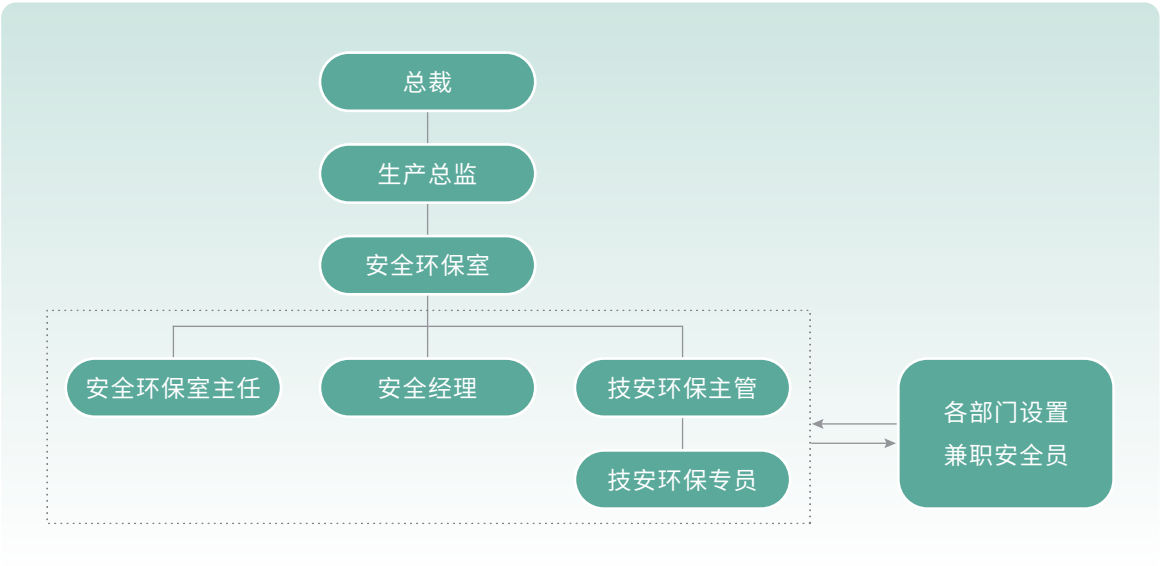 总裁
生产总监
安全环保室
安全环保室主任
安全经理
技安环保主管
技安环保专员
各部门设置
兼职安全员